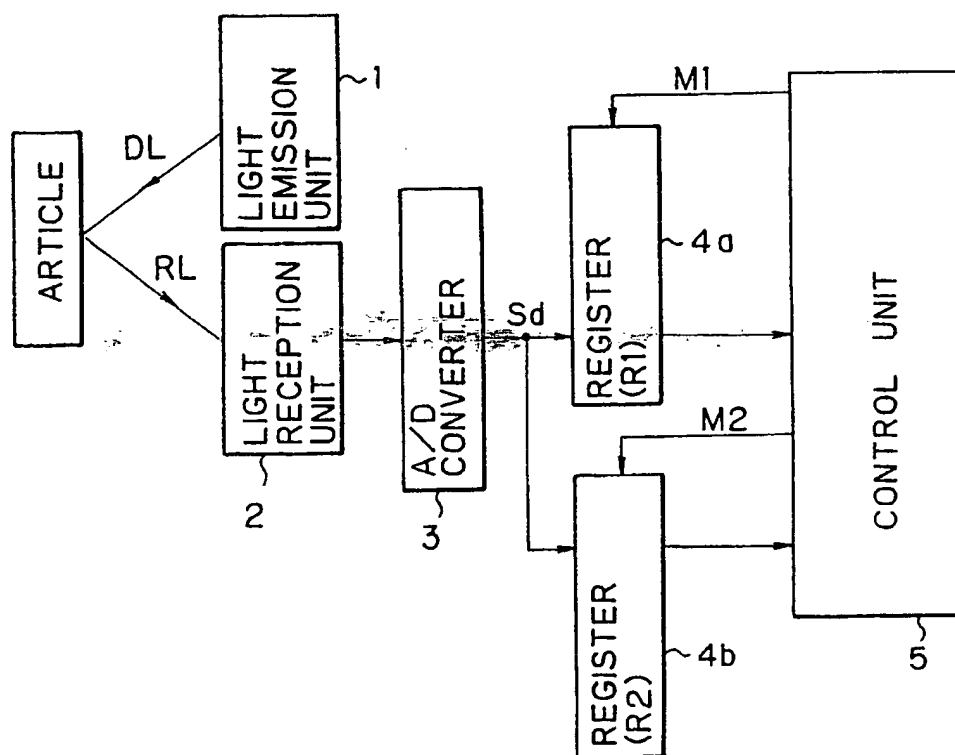 ARTICLE
DL
RL
LIGHT
EMISSION
UNIT
1
LIGHT
RECEPTION
UNIT
2
A/D
CONVERTER
3
Sd
M1
REGISTER
(R1)
4a
M2
REGISTER
(R2)
4b
CONTROL UNIT
5